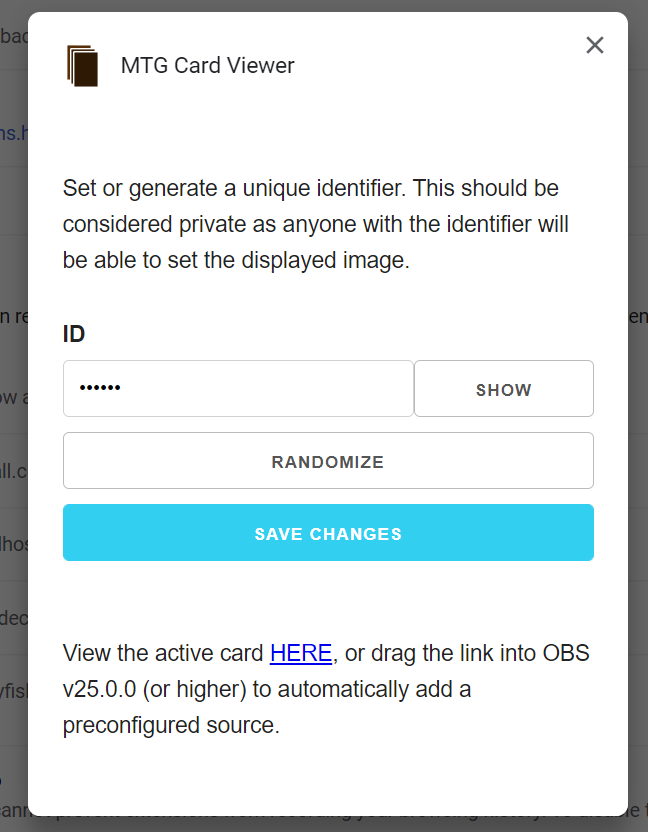 MTG Card Viewer
Set or generate a unique identifier. This should be
considered private as anyone with the identifier will
be able to set the displayed image.
ID
••••••
SHOW
RANDOMIZE
SAVE CHANGES
View the active card HERE, or drag the link into OBS
v25.0.0 (or higher) to automatically add a
preconfigured source.